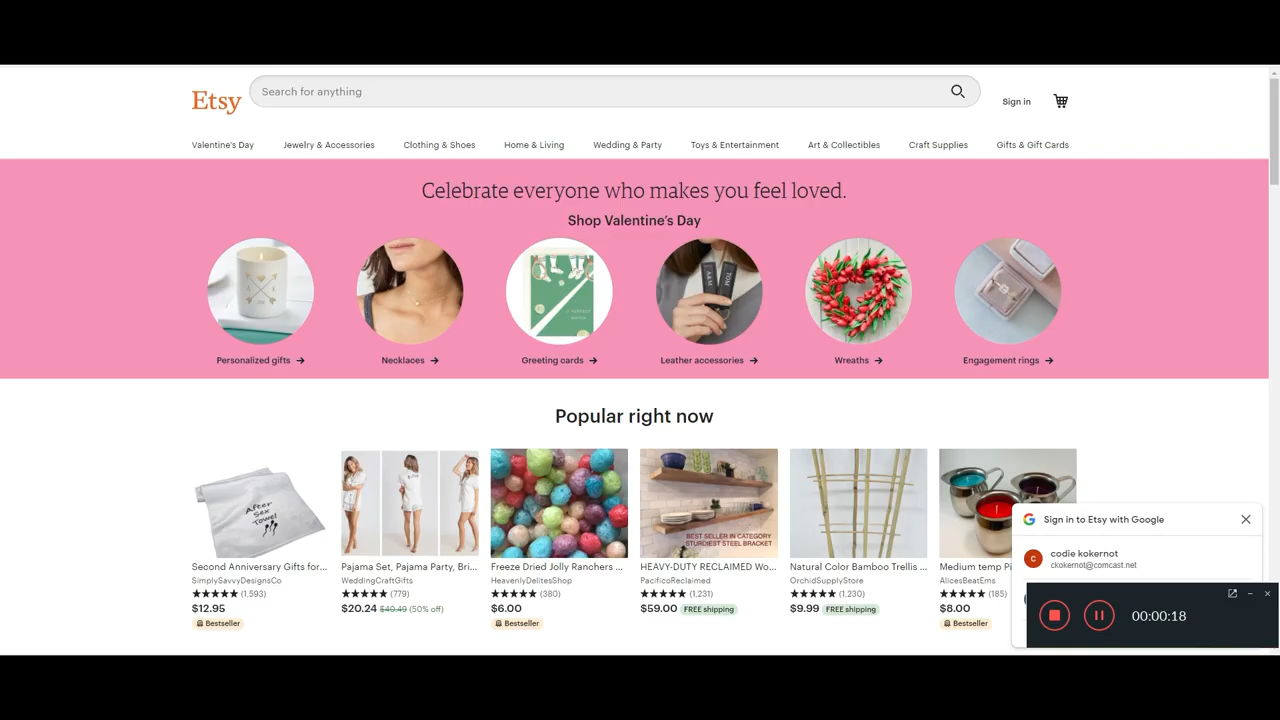 Etsy
Search for anything
Sign in
Valentine's Day Jewelry & Accessories Clothing & Shoes Home & Living Wedding & Party Toys & Entertainment Art & Collectibles Craft Supplies Gifts & Gift Cards
Celebrate everyone who makes you feel loved.
Shop Valentine's Day
Personalized gifts → Necklaces → Greeting cards → Leather accessories → Wreaths → Engagement rings →
Popular right now
After
Sex
Towel
BEST SELLER IN CATEGORY
STURDIEST STEEL BRACKET
Second Anniversary Gifts for... Pajama Set, Pajama Party, Bri... Freeze Dried Jolly Ranchers ... HEAVY-DUTY RECLAIMED Wo... Natural Color Bamboo Trellis ... Medium temp Pi
SimplySavvyDesignsCo WeddingCraftGifts HeavenlyDelitesShop PacificoReclaimed OrchidSupplyStore AlicesBeatEms
(1,593) (779) (380) (1,231) (1,230) (185)
$12.95 $20.24 $40.49 (50% off) $6.00 $59.00 FREE shipping $9.99 FREE shipping $8.00
Bestseller Bestseller Bestseller
Sign in to Etsy with Google
c codie kokernot
ckokernot@comcast.net
00:00:18